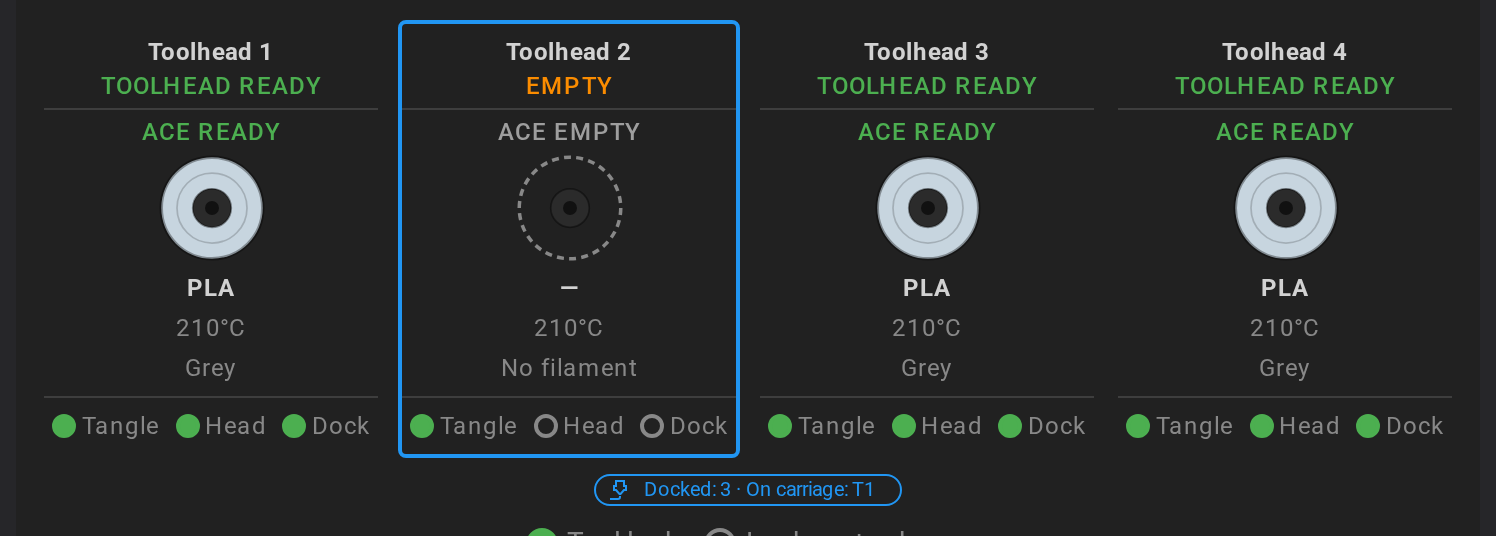 Toolhead 1
TOOLHEAD READY
ACE READY
PLA
210°C
Grey
Tangle Head Dock
Toolhead 2
EMPTY
ACE EMPTY
—
210°C
No filament
Tangle Head Dock
Toolhead 3
TOOLHEAD READY
ACE READY
PLA
210°C
Grey
Tangle Head Dock
Toolhead 4
TOOLHEAD READY
ACE READY
PLA
210°C
Grey
Tangle Head Dock
Docked: 3 · On carriage: T1